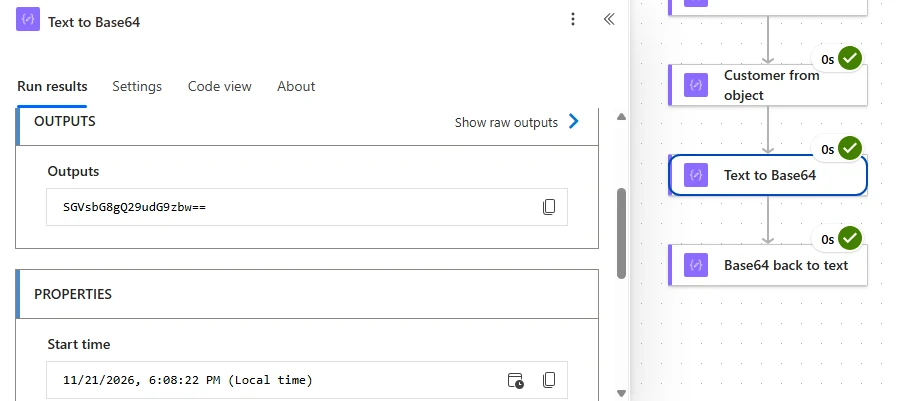 Text to Base64
Run results
Settings
Code view
About
OUTPUTS
Show raw outputs
Outputs
SGVsbG8gQ29udG9zbw==
PROPERTIES
Start time
11/21/2026, 6:08:22 PM (Local time)
0s
Customer from
object
0s
Text to Base64
0s
Base64 back to text